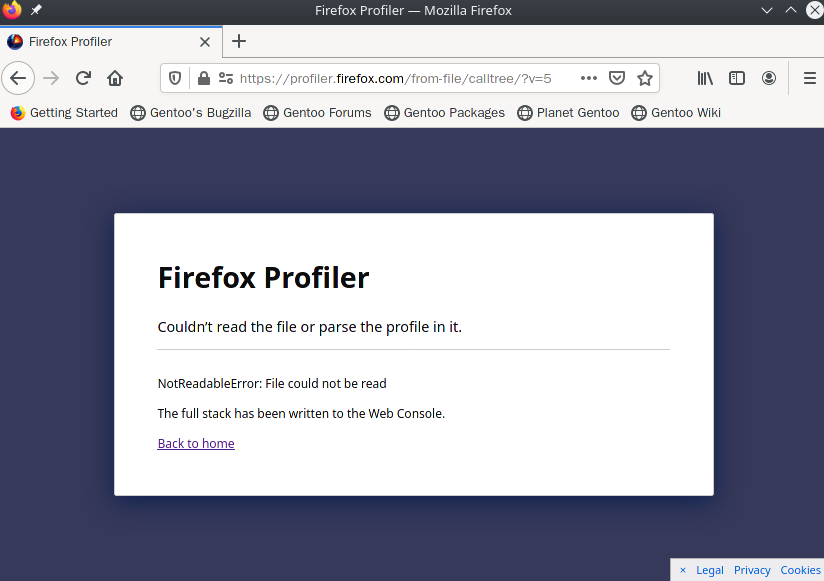 Firefox Profiler — Mozilla Firefox
Firefox Profiler
https://profiler.firefox.com/from-file/calltree/?v=5
Getting Started Gentoo's Bugzilla Gentoo Forums Gentoo Packages Planet Gentoo Gentoo Wiki
Firefox Profiler
Couldn’t read the file or parse the profile in it.
NotReadableError: File could not be read
The full stack has been written to the Web Console.
Back to home
× Legal Privacy Cookies